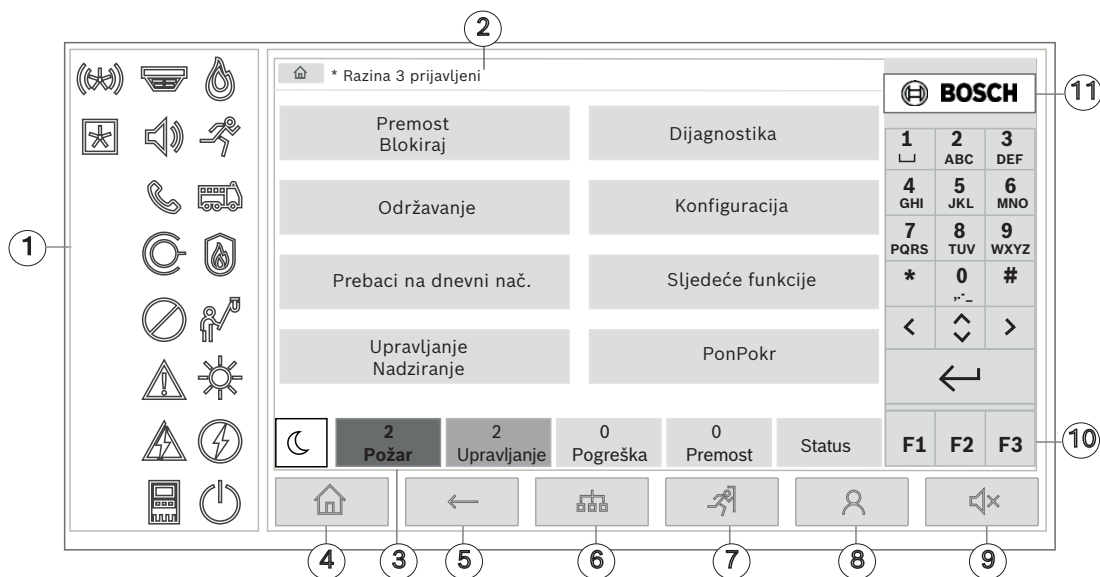 2
* Razina 3 prijavljeni
1
Premost
Blokiraj
Dijagnostika
Održavanje
Konfiguracija
Prebaci na dnevni nač.
Sljedeće funkcije
Upravljanje
Nadziranje
PonPokr
2
Požar
2
Upravljanje
0
Pogreška
0
Premost
Status
BOSCH
11
1 2 3
ABC DEF
4 5 6
GHI JKL MNO
7 8 9
PQRS TUV WXYZ
* 0 #
,.-_
F1 F2 F3
10
4 3 5 6 7 8 9